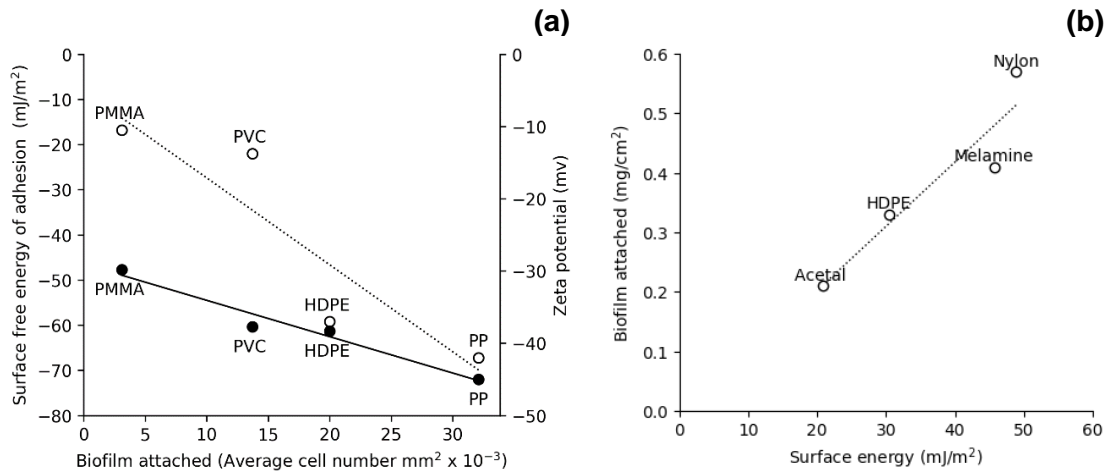 (a)
Surface free energy of adhesion (mJ/m²)
0
−10
−20
−30
−40
−50
−60
−70
−80
PMMA
PVC
PMMA
HDPE
PVC
HDPE
PP
PP
0
−10
−20
−30
−40
−50
Zeta potential (mv)
0 5 10 15 20 25 30
Biofilm attached (Average cell number mm² x 10⁻³)
(b)
Biofilm attached (mg/cm²)
0.6
0.5
0.4
0.3
0.2
0.1
0.0
Nylon
Melamine
HDPE
Acetal
0 10 20 30 40 50 60
Surface energy (mJ/m²)